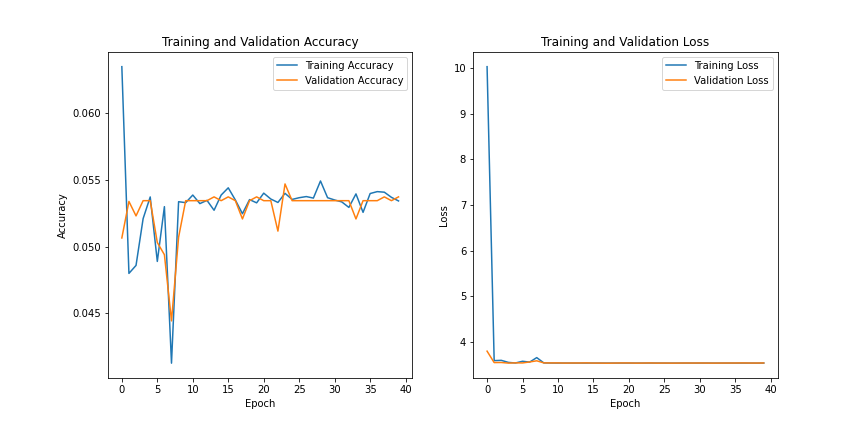 Training and Validation Accuracy
Training Accuracy
Validation Accuracy
0.060
0.055
0.050
0.045
Accuracy
0 5 10 15 20 25 30 35 40
Epoch
Training and Validation Loss
Training Loss
Validation Loss
10
9
8
7
6
5
4
Loss
0 5 10 15 20 25 30 35 40
Epoch